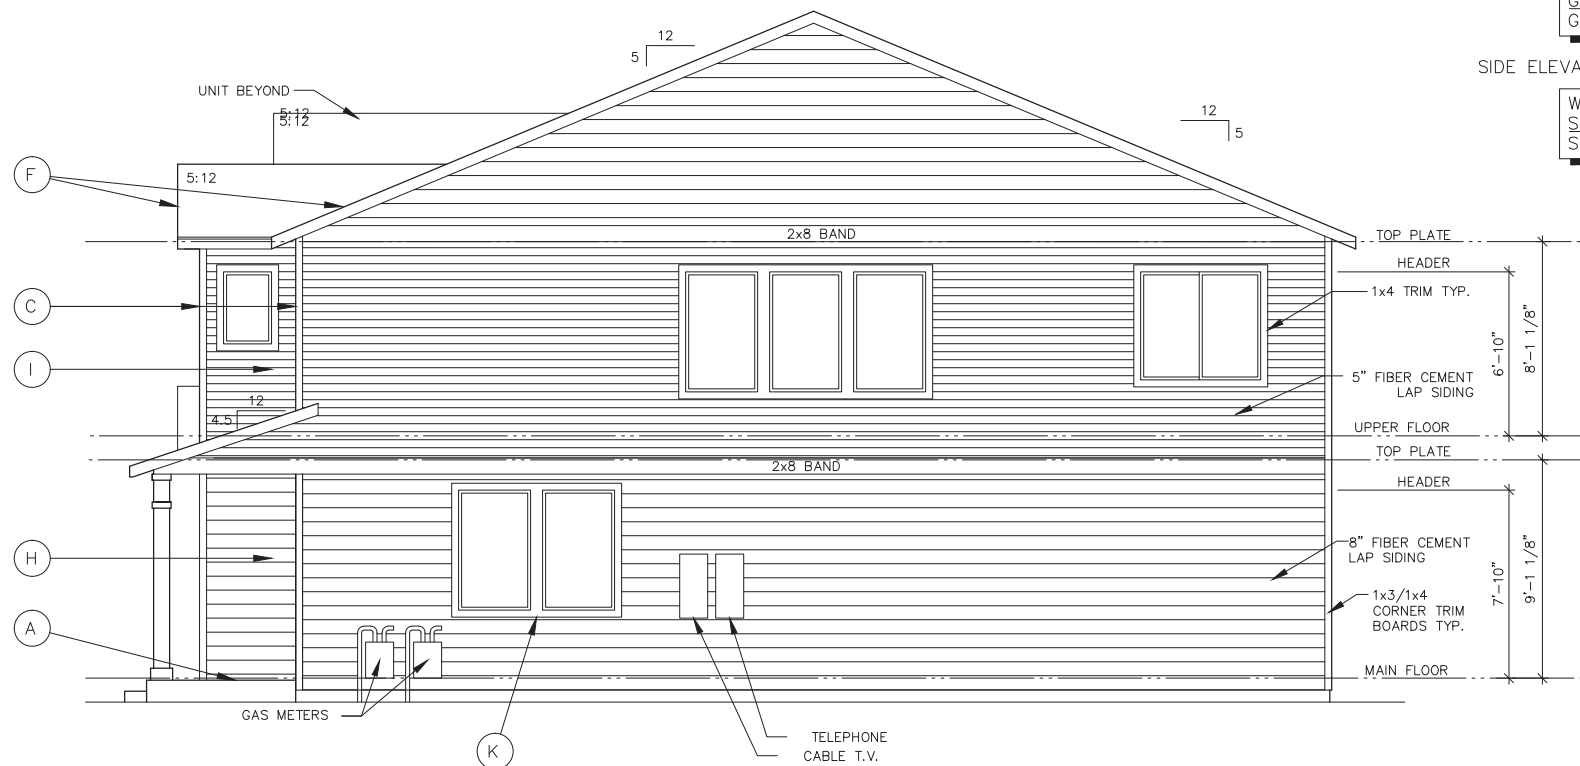 G
G
SIDE ELEVA
W
S
S
12
5
UNIT BEYOND
5:12
5:12
12
5
F
5:12
2x8 BAND
TOP PLATE
HEADER
1x4 TRIM TYP.
C
6'-10"
8'-1 1/8"
I
5" FIBER CEMENT
LAP SIDING
12
4.5
UPPER FLOOR
TOP PLATE
2x8 BAND
HEADER
H
8" FIBER CEMENT
LAP SIDING
7'-10"
9'-1 1/8"
1x3/1x4
CORNER TRIM
BOARDS TYP.
A
MAIN FLOOR
GAS METERS
K
TELEPHONE
CABLE T.V.